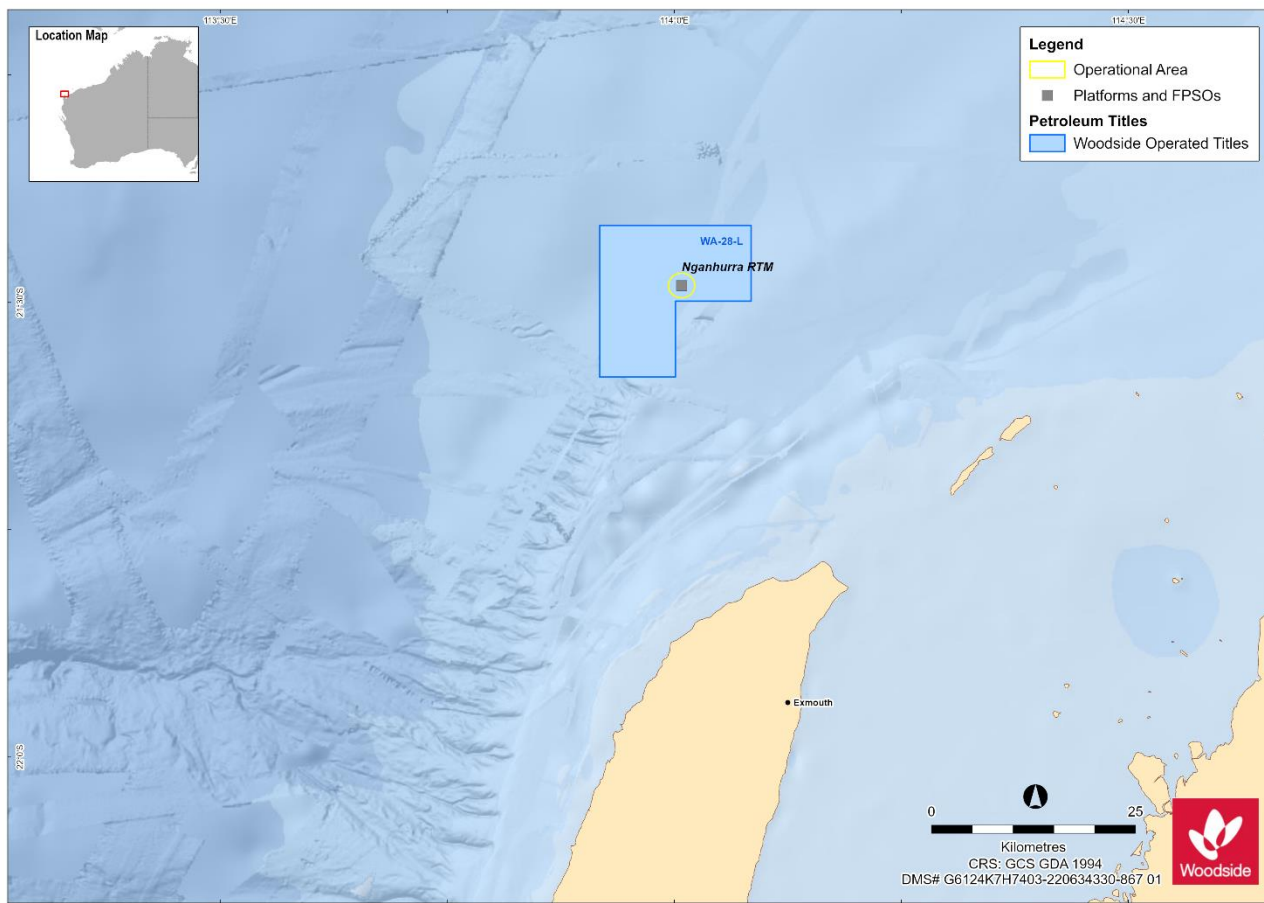 113°30'E
114°0'E
114°30'E
Location Map
Legend
Operational Area
Platforms and FPSOs
Petroleum Titles
Woodside Operated Titles
WA-28-L
Nganhurra RTM
21°30'S
22°0'S
Exmouth
0 25
Kilometres
CRS: GCS GDA 1994
DMS# G6124K7H7403-220634330-867 01
Woodside